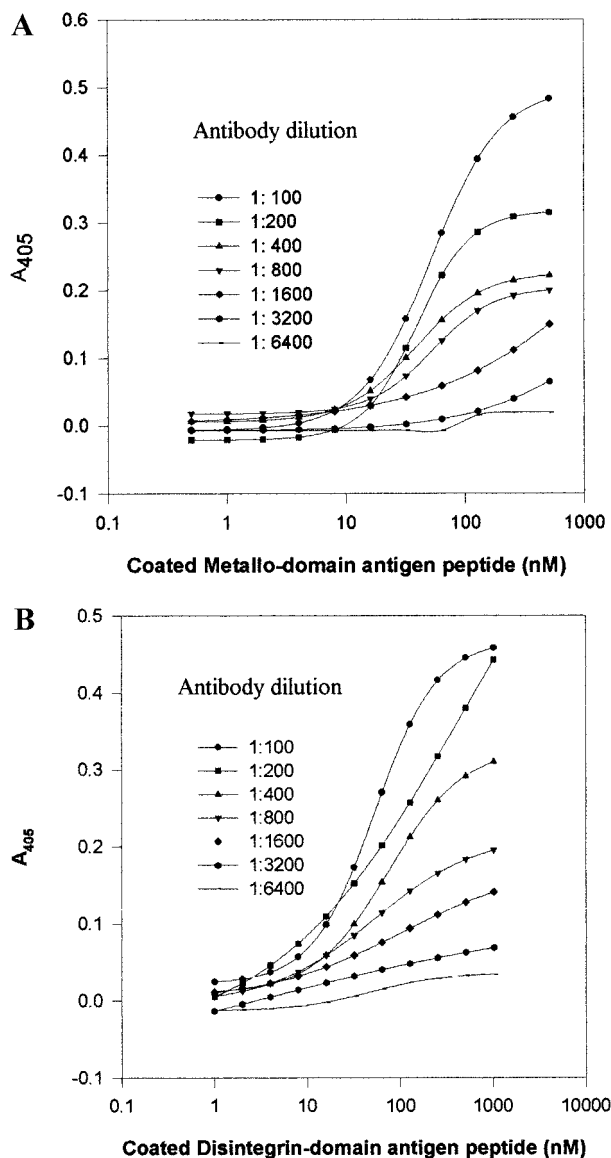 A
0.6
0.5
0.4
0.3
0.2
0.1
0.0
-0.1
A405
Antibody dilution
1: 100
1:200
1: 400
1: 800
1: 1600
1: 3200
1: 6400
0.1 1 10 100 1000
Coated Metallo-domain antigen peptide (nM)
B
0.5
0.4
0.3
0.2
0.1
0.0
-0.1
A405
Antibody dilution
1:100
1:200
1:400
1:800
1:1600
1:3200
1:6400
0.1 1 10 100 1000 10000
Coated Disintegrin-domain antigen peptide (nM)